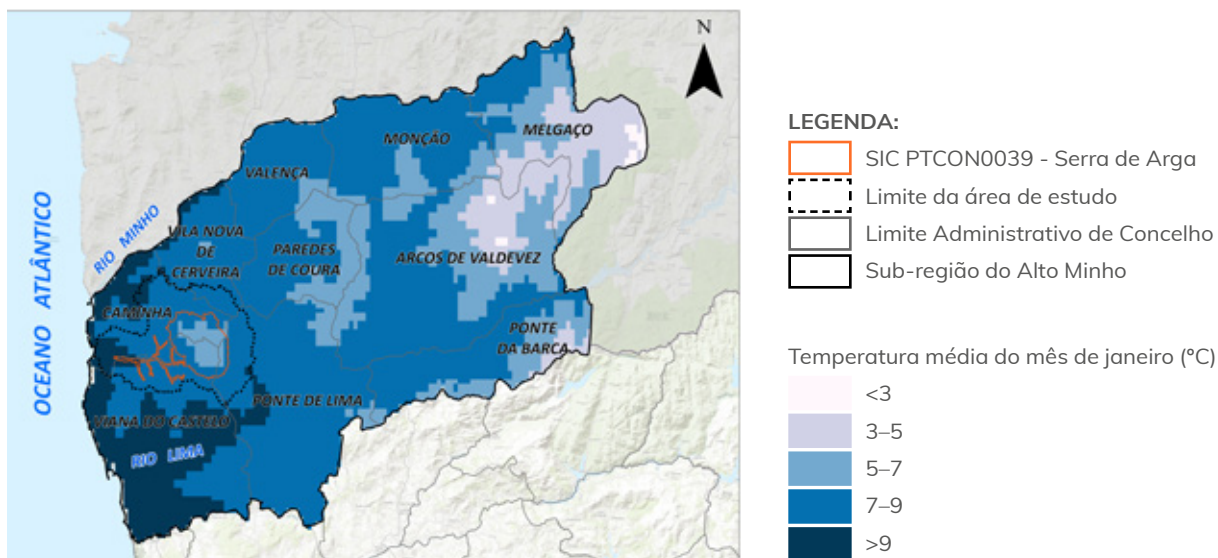 N
OCEANO ATLÂNTICO
RIO MINHO
MELGAÇO
MONÇÃO
VALENÇA
VILA NOVA
DE
CERVEIRA
PAREDES
DE COURA
ARCOS DE VALDEVEZ
CAMINHA
PONTE
DA BARCA
PONTE DE LIMA
VIANA DO CASTELO
RIO LIMA
LEGENDA:
SIC PTCON0039 - Serra de Arga
Limite da área de estudo
Limite Administrativo de Concelho
Sub-região do Alto Minho
Temperatura média do mês de janeiro (ºC)
<3
3–5
5–7
7–9
>9